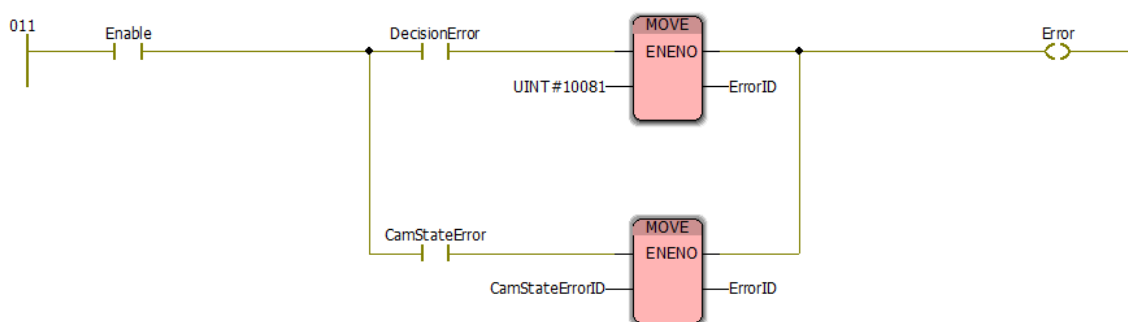 011
Enable
DecisionError
MOVE
Error
ENENO
UINT#10081
ErrorID
CamStateError
MOVE
ENENO
CamStateErrorID
ErrorID